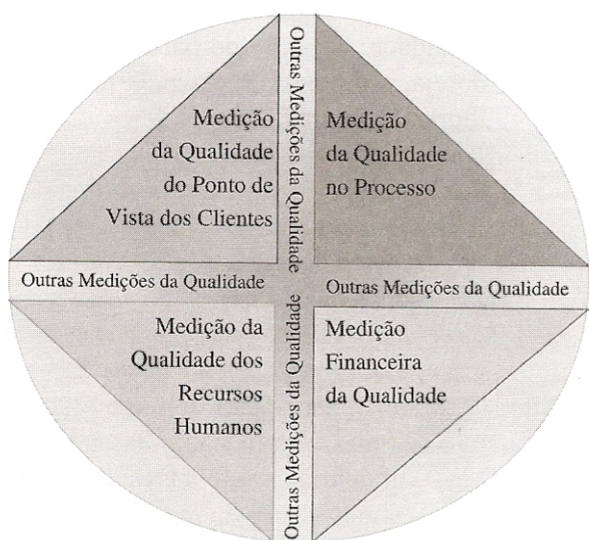 Outras Medições da Qualidade
Medição
da Qualidade
do Ponto de
Vista dos Clientes
Medição
da Qualidade
no Processo
Outras Medições da Qualidade
Outras Medições da Qualidade
Medição da
Qualidade dos
Recursos
Humanos
Outras Medições da Qualidade
Medição
Financeira
da Qualidade